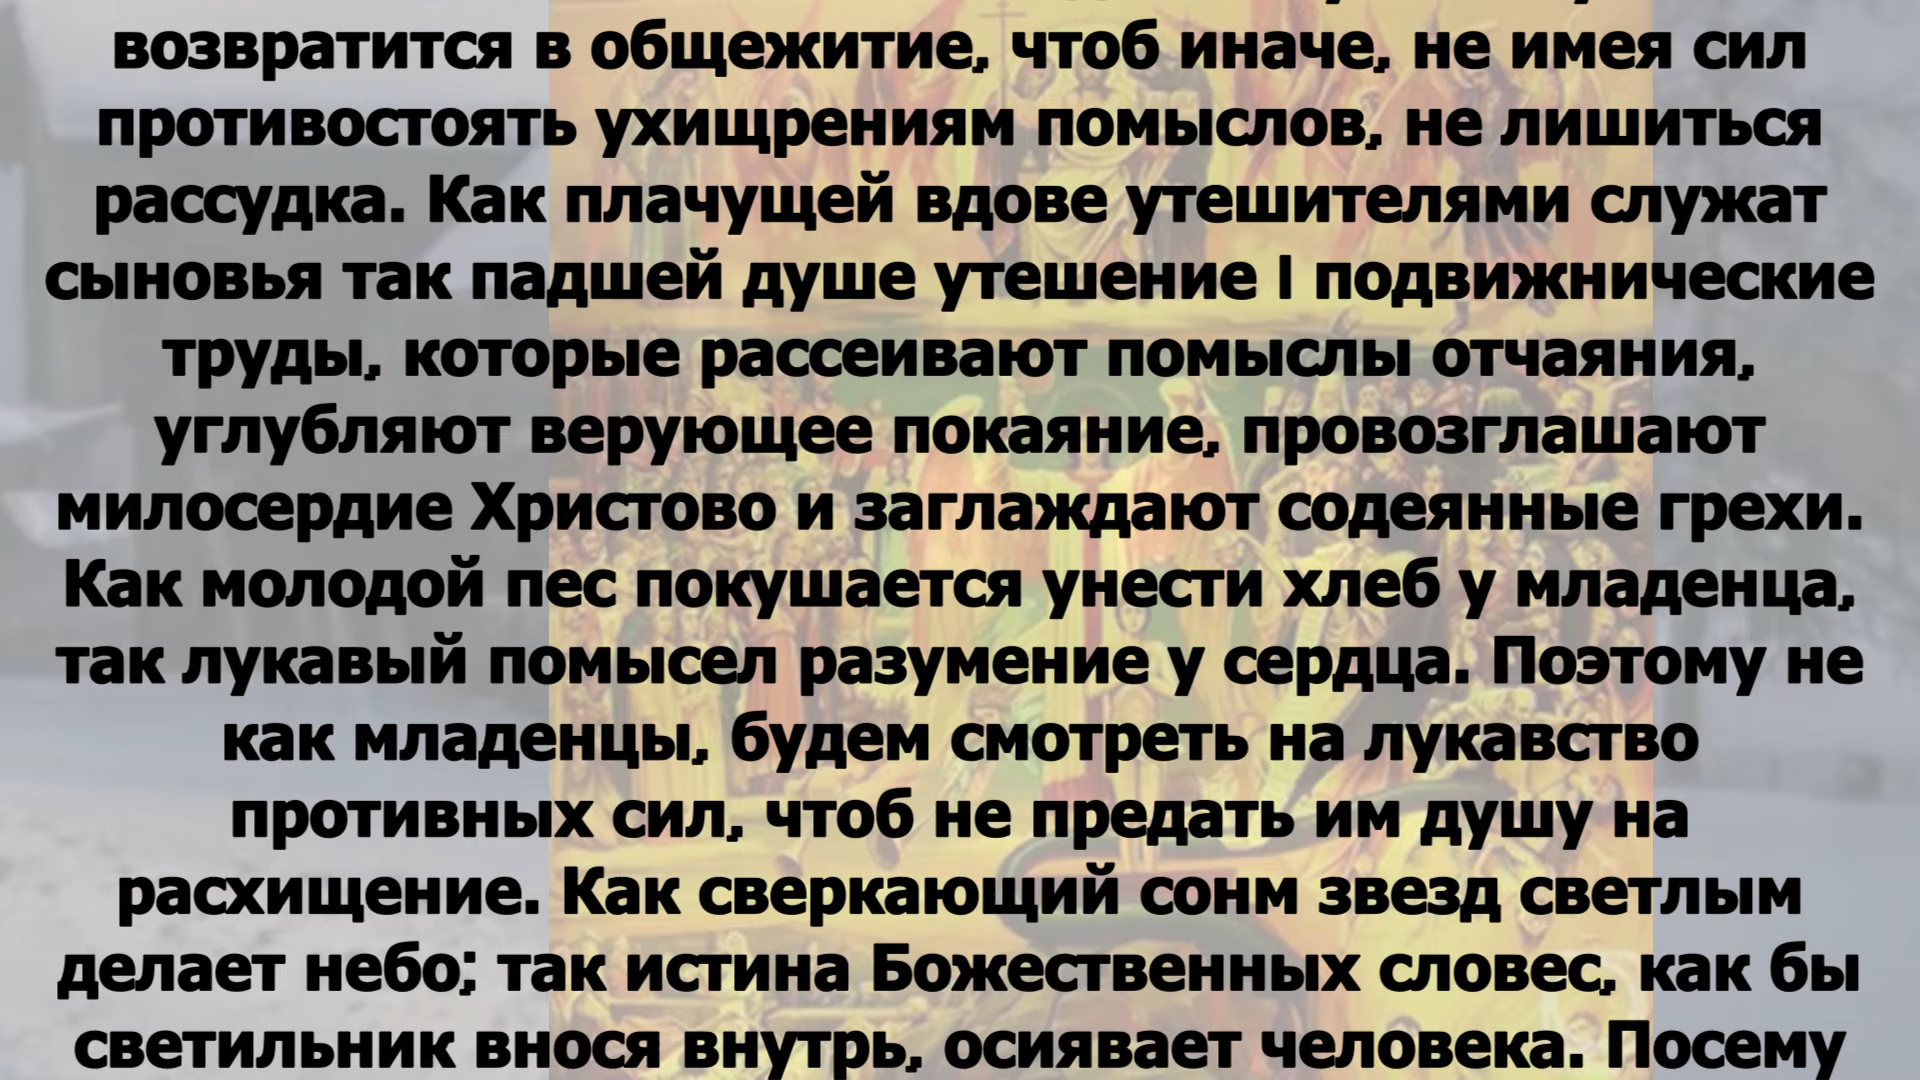 возвратится в общежитие, чтоб иначе, не имея сил
противостоять ухищрениям помыслов, не лишиться
рассудка. Как плачущей вдове утешителями служат
сыновья так падшей душе утешение I подвижнические
труды, которые рассеивают помыслы отчаяния,
углубляют верующее покаяние, провозглашают
милосердие Христово и заглаждают содеянные грехи.
Как молодой пес покушается унести хлеб у младенца,
так лукавый помысел разумение у сердца. Поэтому не
как младенцы, будем смотреть на лукавство
противных сил, чтоб не предать им душу на
расхищение. Как сверкающий сонм звезд светлым
делает небо; так истина Божественных словес, как бы
светильник внося внутрь, осиявает человека. Посему